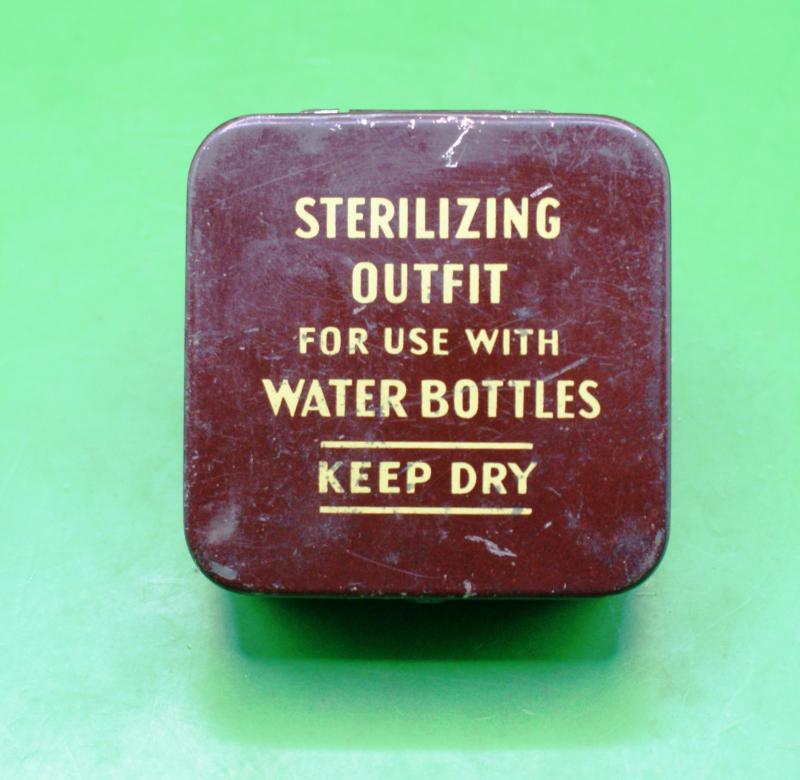 STERILIZING
OUTFIT
FOR USE WITH
WATER BOTTLES
KEEP DRY